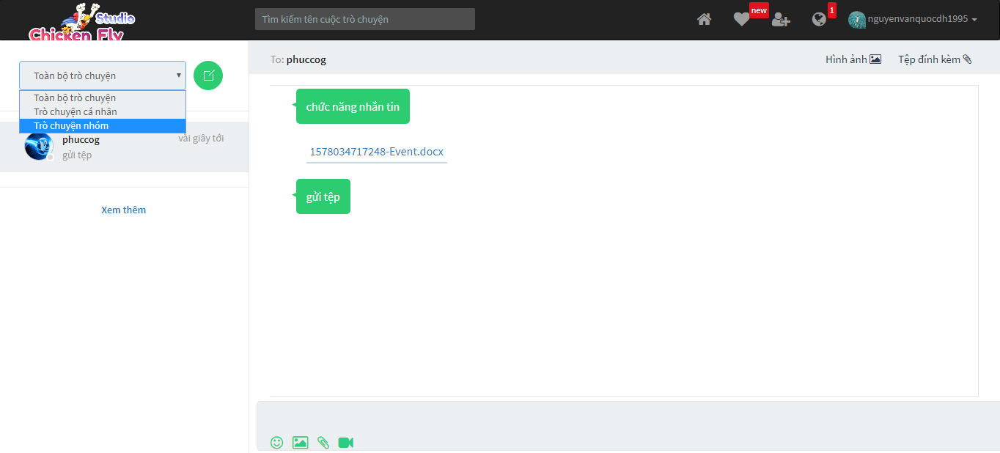 Studio
Chicken Fly
Tìm kiếm tên cuộc trò chuyện
new
1
nguyenvanquocdh1995
Toàn bộ trò chuyện
Toàn bộ trò chuyện
Trò chuyện cá nhân
Trò chuyện nhóm
phuccog
vài giây tới
gửi tệp
Xem thêm
To: phuccog
Hình ảnh
Tệp đính kèm
chức năng nhắn tin
1578034717248-Event.docx
gửi tệp